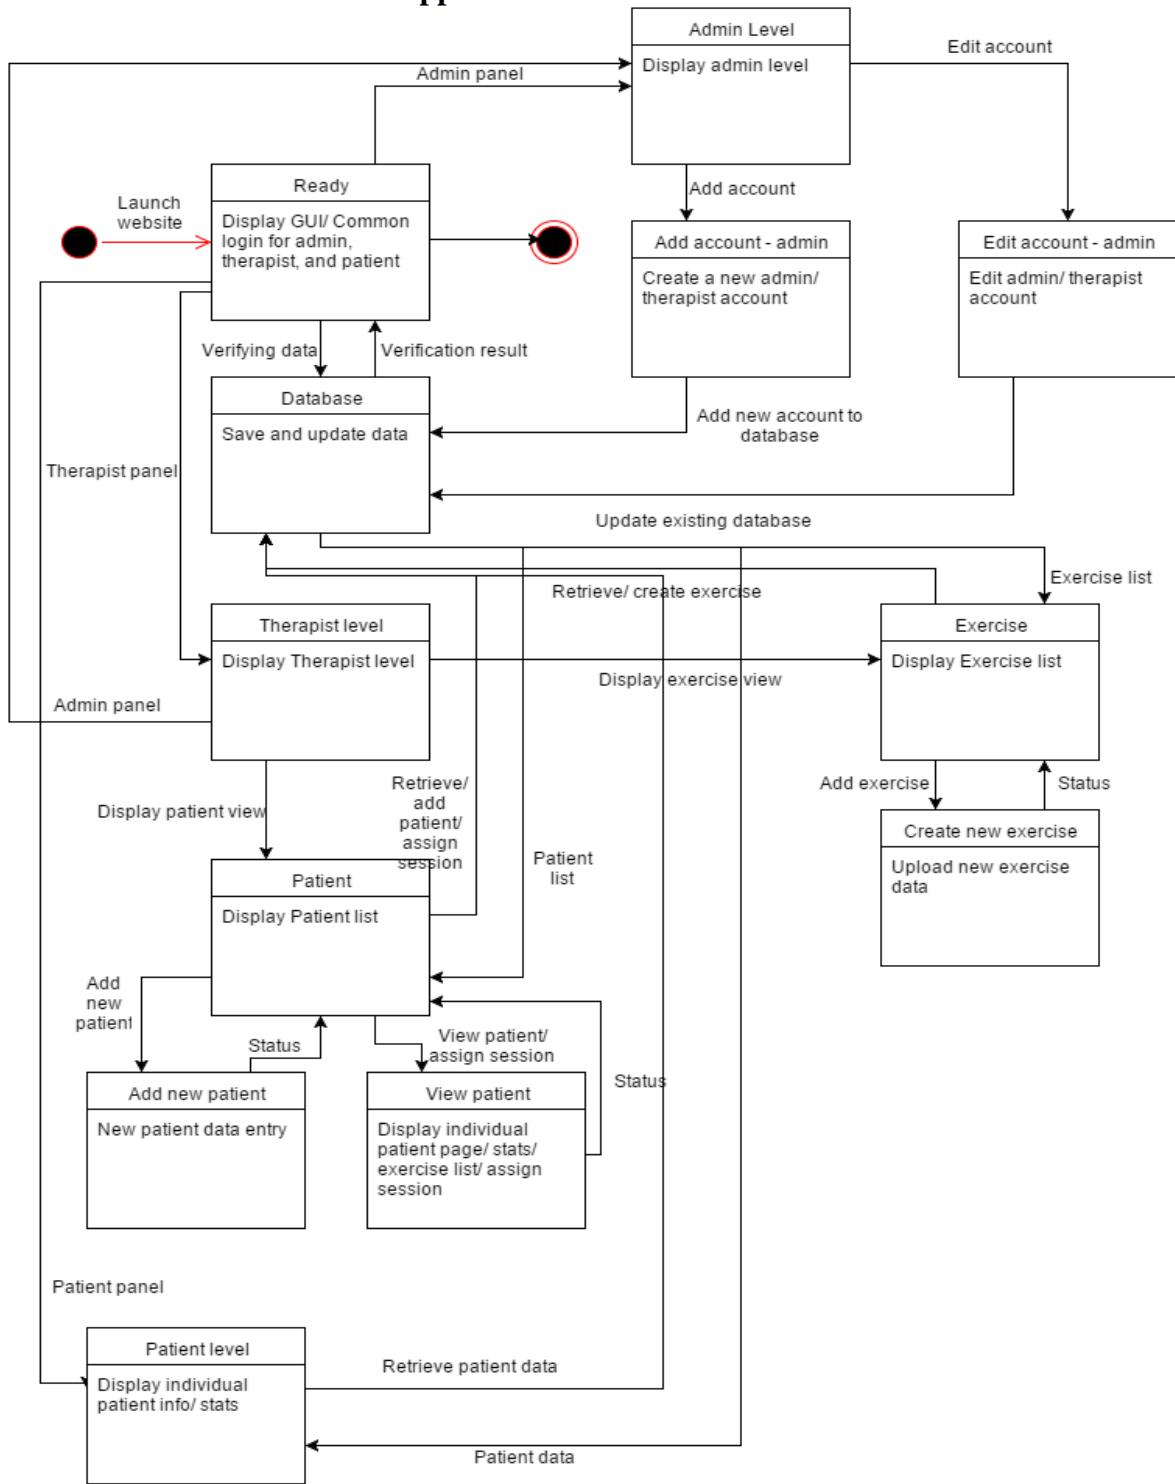 Admin Level
Display admin level
Edit account
Admin panel
Add account
Ready
Display GUI/ Common
login for admin,
therapist, and patient
Launch
website
Add account - admin
Create a new admin/
therapist account
Edit account - admin
Edit admin/ therapist
account
Verifying data
Verification result
Database
Save and update data
Add new account to
database
Therapist panel
Update existing database
Retrieve/ create exercise
Exercise list
Therapist level
Display Therapist level
Exercise
Display Exercise list
Display exercise view
Admin panel
Display patient view
Retrieve/
add
patient/
assign
session
Add exercise
Status
Create new exercise
Upload new exercise
data
Patient
list
Patient
Display Patient list
Add
new
patient
Status
View patient/
assign session
Status
Add new patient
New patient data entry
View patient
Display individual
patient page/ stats/
exercise list/ assign
session
Patient panel
Patient level
Display individual
patient info/ stats
Retrieve patient data
Patient data